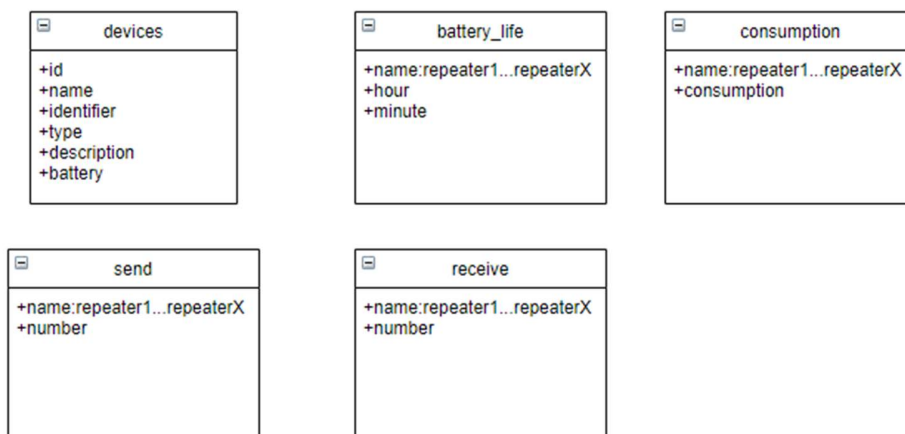 devices
+id
+name
+identifier
+type
+description
+battery
battery_life
+name:repeater1...repeaterX
+hour
+minute
consumption
+name:repeater1...repeaterX
+consumption
send
+name:repeater1...repeaterX
+number
receive
+name:repeater1...repeaterX
+number